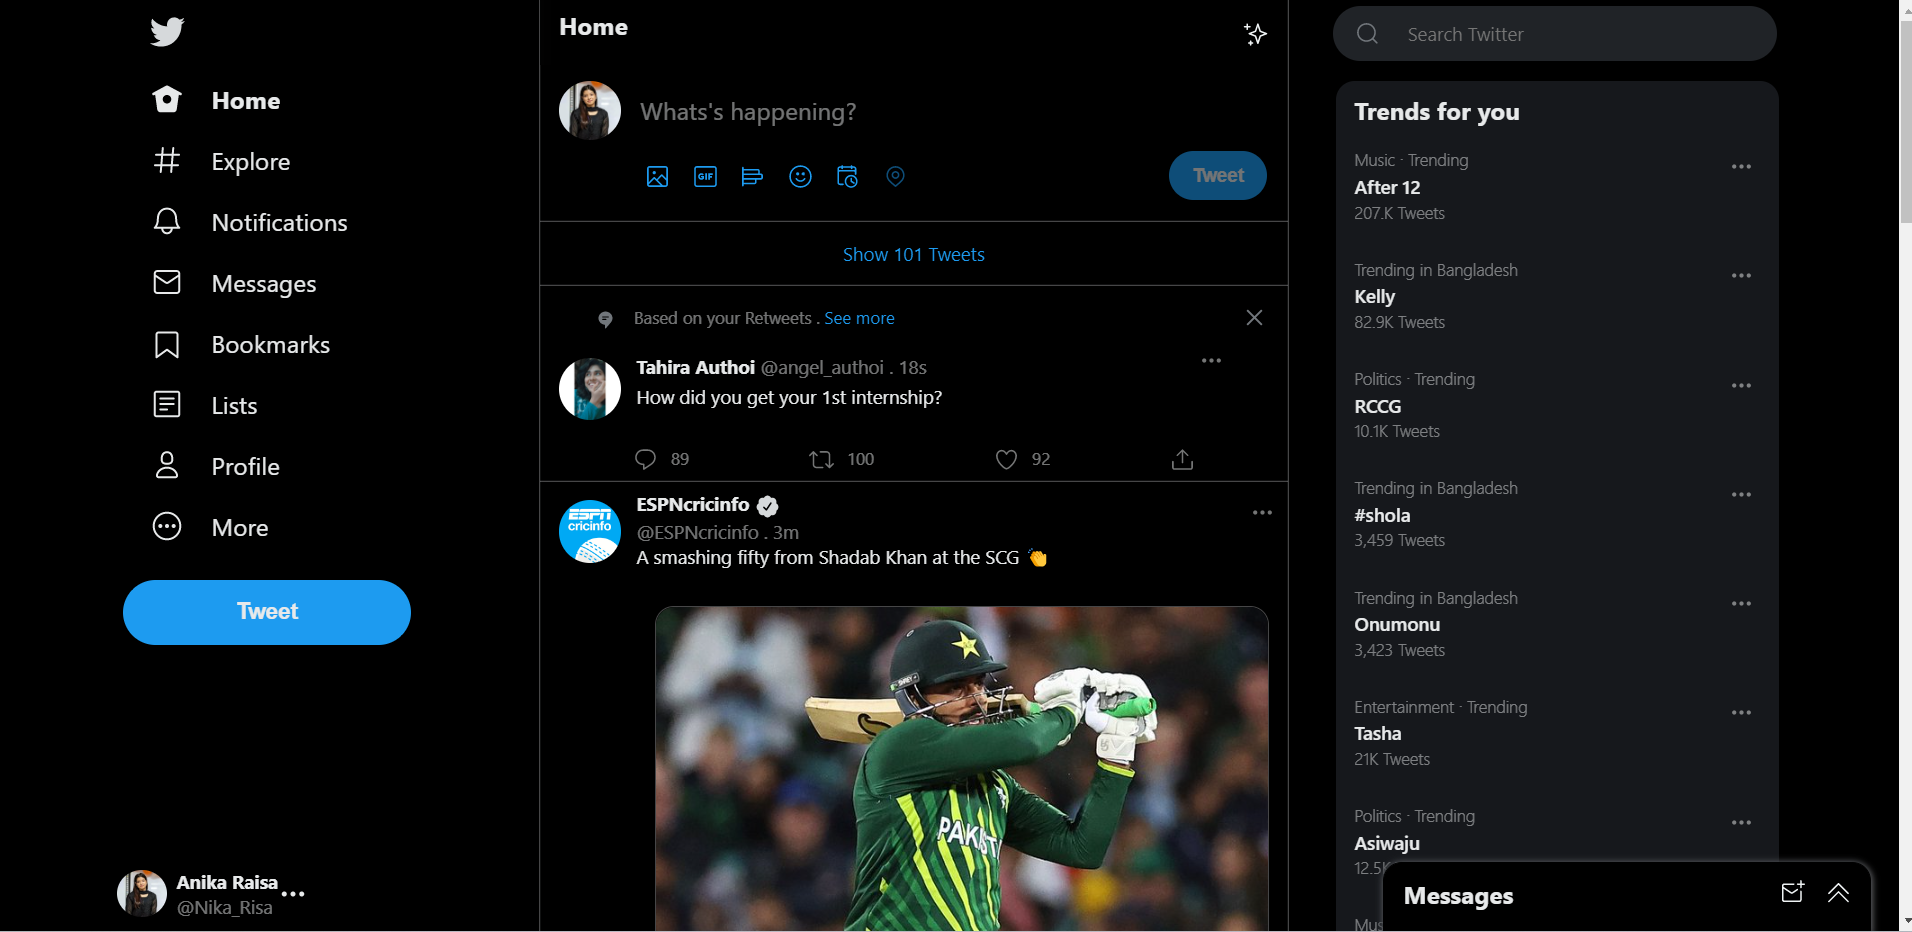 Home
Explore
Notifications
Messages
Bookmarks
Lists
Profile
More
Tweet
Anika Raisa
@Nika_Risa
Home
Whats's happening?
GIF
Tweet
Show 101 Tweets
Based on your Retweets . See more
Tahira Authoi @angel_authoi . 18s
How did you get your 1st internship?
89 100 92
ESPN
cricinfo
ESPNcricinfo
@ESPNcricinfo . 3m
A smashing fifty from Shadab Khan at the SCG 👏
SHREY
PAKIST
Search Twitter
Trends for you
Music · Trending
After 12
207.K Tweets
Trending in Bangladesh
Kelly
82.9K Tweets
Politics · Trending
RCCG
10.1K Tweets
Trending in Bangladesh
#shola
3,459 Tweets
Trending in Bangladesh
Onumonu
3,423 Tweets
Entertainment · Trending
Tasha
21K Tweets
Politics · Trending
Asiwaju
12.5K
Mus
Messages